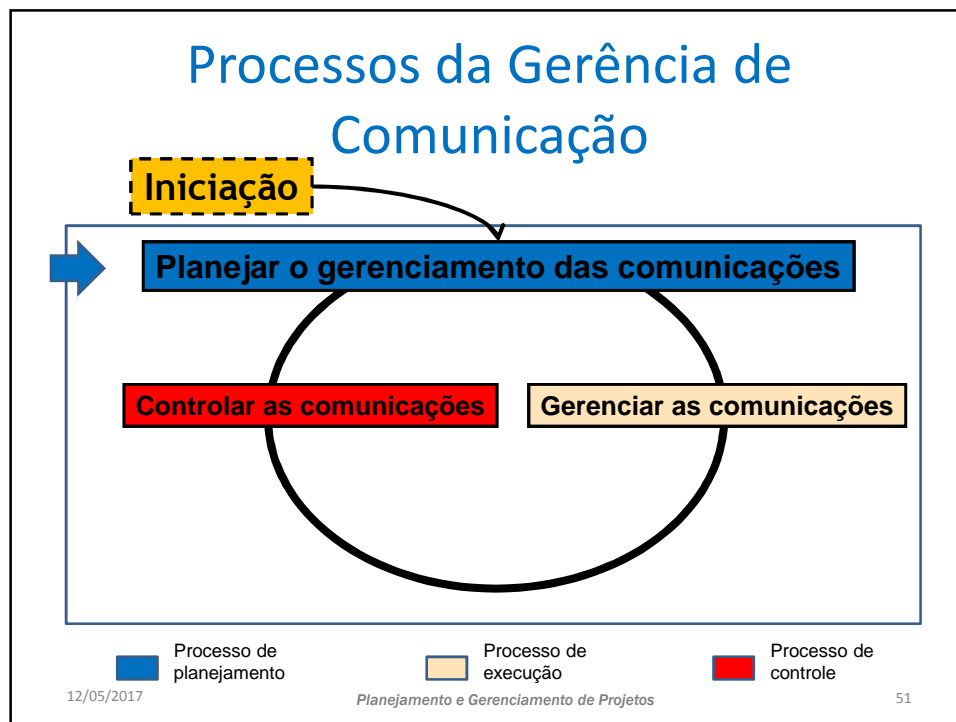 Processos da Gerência de
Comunicação
Iniciação
Planejar o gerenciamento das comunicações
Controlar as comunicações
Gerenciar as comunicações
Processo de
planejamento
Processo de
execução
Processo de
controle
12/05/2017
Planejamento e Gerenciamento de Projetos
51